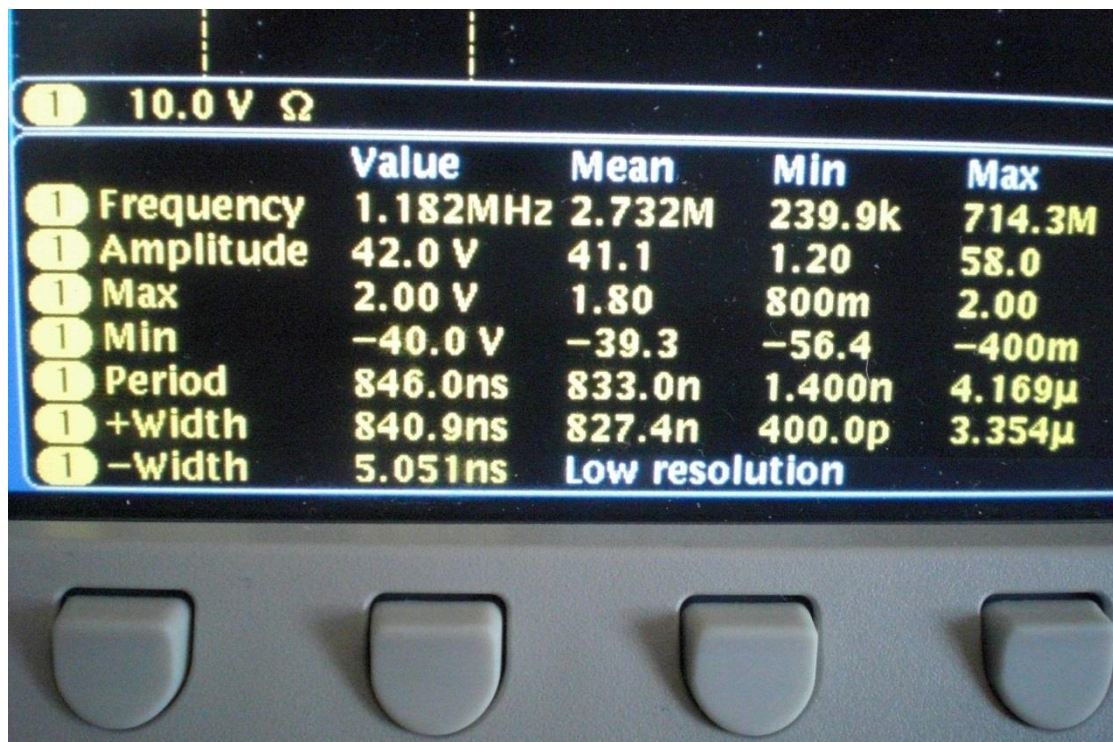 1 10.0 V Ω
Value Mean Min Max
1 Frequency 1.182MHz 2.732M 239.9k 714.3M
1 Amplitude 42.0 V 41.1 1.20 58.0
1 Max 2.00 V 1.80 800m 2.00
1 Min −40.0 V −39.3 −56.4 −400m
1 Period 846.0ns 833.0n 1.400n 4.169µ
1 +Width 840.9ns 827.4n 400.0p 3.354µ
1 −Width 5.051ns Low resolution